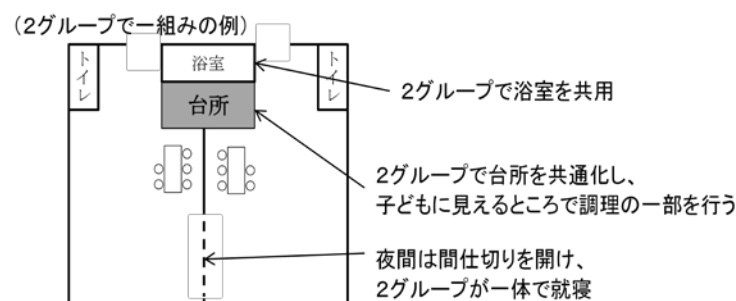 （２グループで一組みの例）
トイレ
浴室
トイレ
台所
２グループで浴室を共用
２グループで台所を共通化し、
子どもに見えるところで調理の一部を行う
夜間は間仕切りを開け、
２グループが一体で就寝